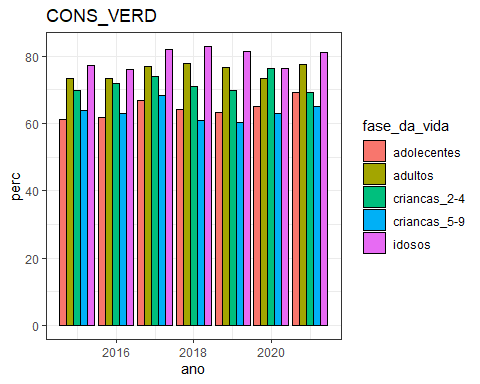 CONS_VERD
80
60
40
20
0
perc
2016 2018 2020
ano
fase_da_vida
adolecentes
adultos
criancas_2-4
criancas_5-9
idosos